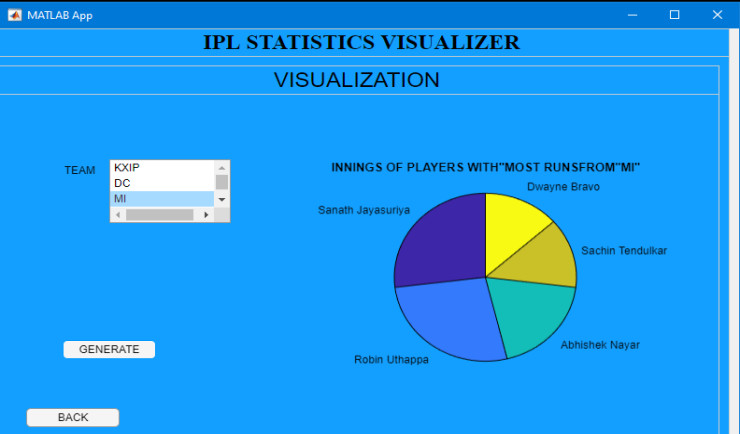 MATLAB App
IPL STATISTICS VISUALIZER
VISUALIZATION
TEAM
KXIP
DC
MI
INNINGS OF PLAYERS WITH"MOST RUNSFROM"MI"
Dwayne Bravo
Sanath Jayasuriya
Sachin Tendulkar
Abhishek Nayar
Robin Uthappa
GENERATE
BACK